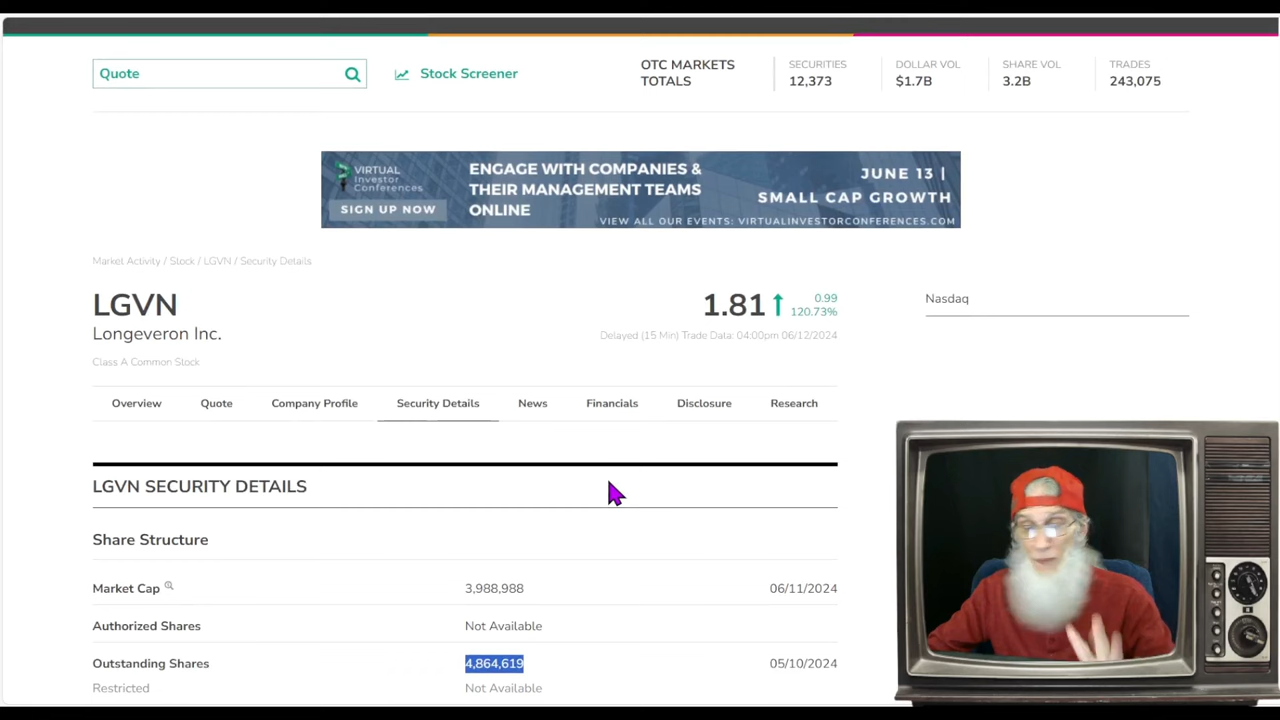 Quote
Stock Screener
OTC MARKETS
TOTALS
SECURITIES
12,373
DOLLAR VOL
$1.7B
SHARE VOL
3.2B
TRADES
243,075
VIRTUAL
Investor
Conferences
SIGN UP NOW
ENGAGE WITH COMPANIES &
THEIR MANAGEMENT TEAMS
ONLINE
JUNE 13 |
SMALL CAP GROWTH
VIEW ALL OUR EVENTS: VIRTUALINVESTORCONFERENCES.COM
Market Activity / Stock / LGVN / Security Details
LGVN
Longeveron Inc.
Class A Common Stock
1.81
0.99
120.73%
Delayed (15 Min) Trade Data: 04:00pm 06/12/2024
Nasdaq
Overview Quote Company Profile Security Details News Financials Disclosure Research
LGVN SECURITY DETAILS
Share Structure
Market Cap 3,988,988 06/11/2024
Authorized Shares Not Available
Outstanding Shares 4,864,619 05/10/2024
Restricted Not Available